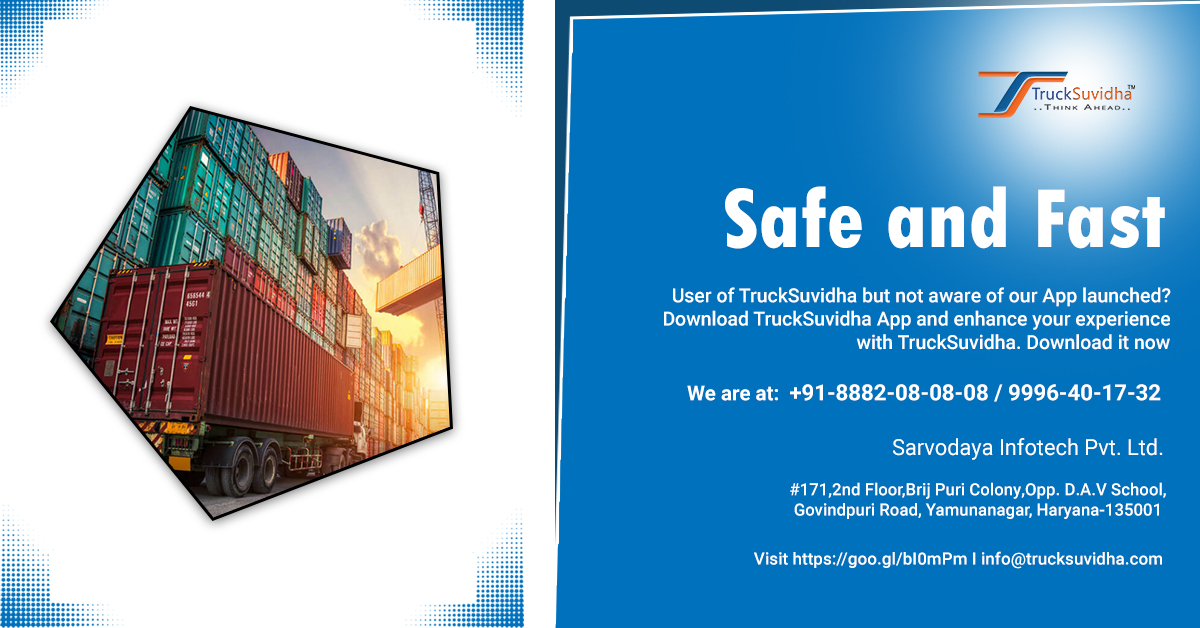 TruckSuvidha™
..Think Ahead..
Safe and Fast
User of TruckSuvidha but not aware of our App launched?
Download TruckSuvidha App and enhance your experience
with TruckSuvidha. Download it now
We are at: +91-8882-08-08-08 / 9996-40-17-32
Sarvodaya Infotech Pvt. Ltd.
#171,2nd Floor,Brij Puri Colony,Opp. D.A.V School,
Govindpuri Road, Yamunanagar, Haryana-135001
Visit https://goo.gl/bI0mPm I info@trucksuvidha.com
4501